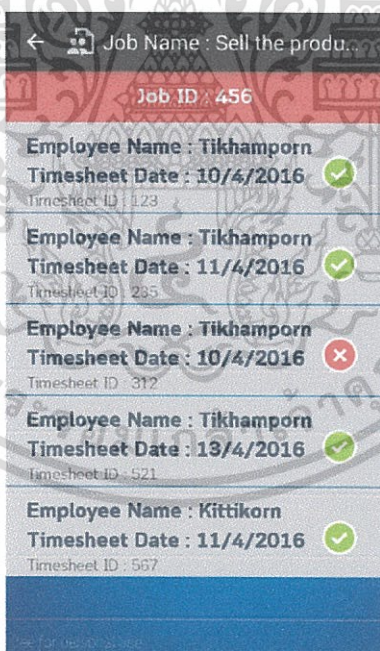 Job Name : Sell the produ...
Job ID : 456
Employee Name : Tikhamporn
Timesheet Date : 10/4/2016
Timesheet ID : 123
Employee Name : Tikhamporn
Timesheet Date : 11/4/2016
Timesheet ID : 235
Employee Name : Tikhamporn
Timesheet Date : 10/4/2016
Timesheet ID : 312
Employee Name : Tikhamporn
Timesheet Date : 13/4/2016
Timesheet ID : 521
Employee Name : Kittikorn
Timesheet Date : 11/4/2016
Timesheet ID : 567